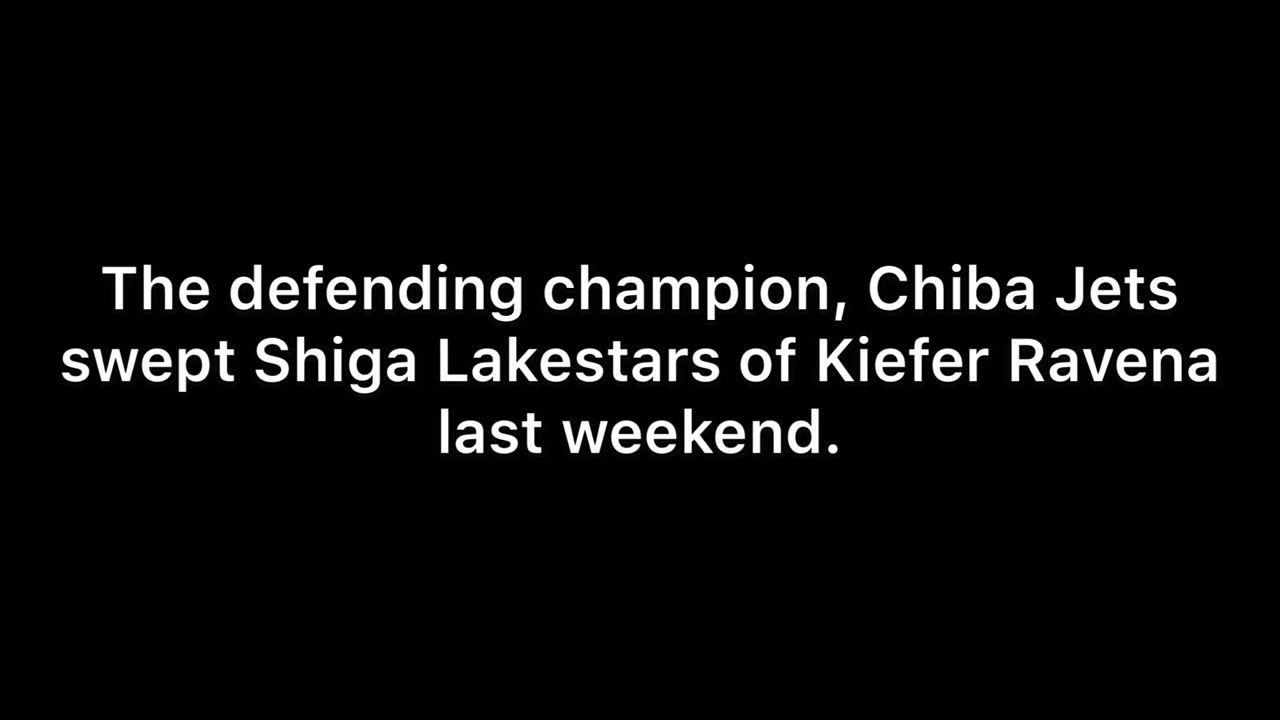 The defending champion, Chiba Jets
swept Shiga Lakestars of Kiefer Ravena
last weekend.